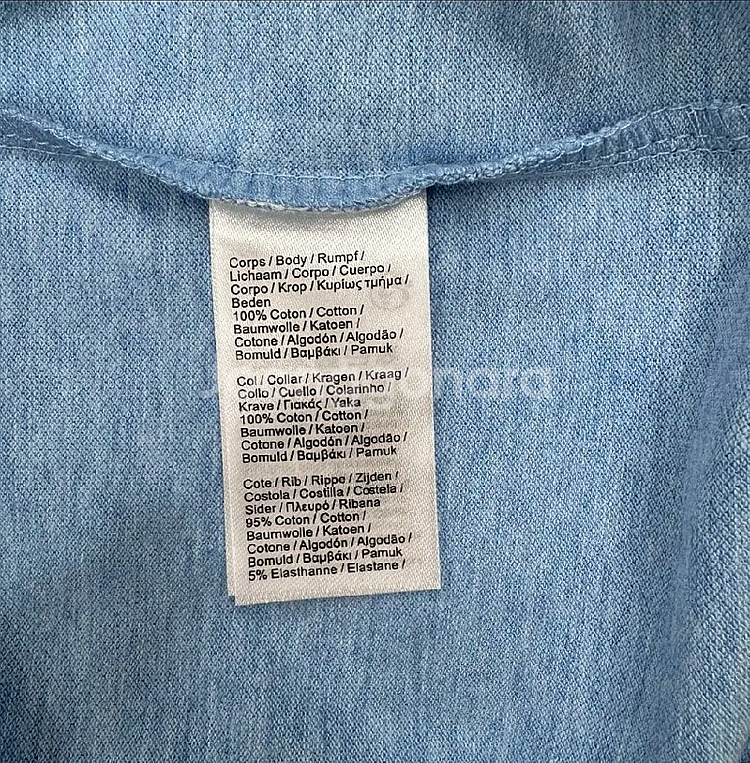 Corps / Body / Rumpf /
Lichaam / Corpo / Cuerpo /
Corpo / Krop / Κυρίως τμήμα /
Beden
100% Coton / Cotton /
Baumwolle / Katoen /
Cotone / Algodón / Algodão /
Bomuld / Βαμβάκι / Pamuk
Col / Collar / Kragen / Kraag /
Collo / Cuello / Colarinho /
Krave / Γιακάς / Yaka
100% Coton / Cotton /
Baumwolle / Katoen /
Cotone / Algodón / Algodão /
Bomuld / Βαμβάκι / Pamuk
Cote / Rib / Rippe / Zijden /
Costola / Costilla / Costela /
Sider / Πλευρό / Ribana
95% Coton / Cotton /
Baumwolle / Katoen /
Cotone / Algodón / Algodão /
Bomuld / Βαμβάκι / Pamuk
5% Elasthanne / Elastane /